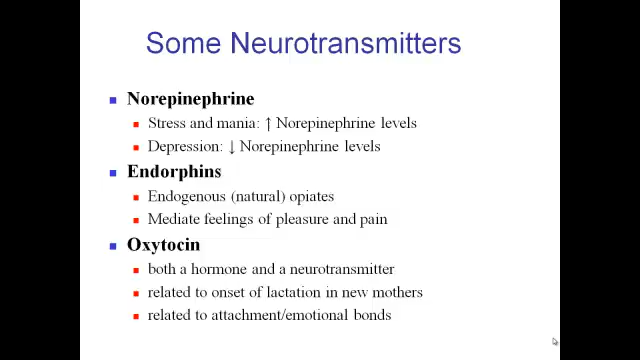 Some Neurotransmitters
Norepinephrine
Stress and mania: ↑ Norepinephrine levels
Depression: ↓ Norepinephrine levels
Endorphins
Endogenous (natural) opiates
Mediate feelings of pleasure and pain
Oxytocin
both a hormone and a neurotransmitter
related to onset of lactation in new mothers
related to attachment/emotional bonds